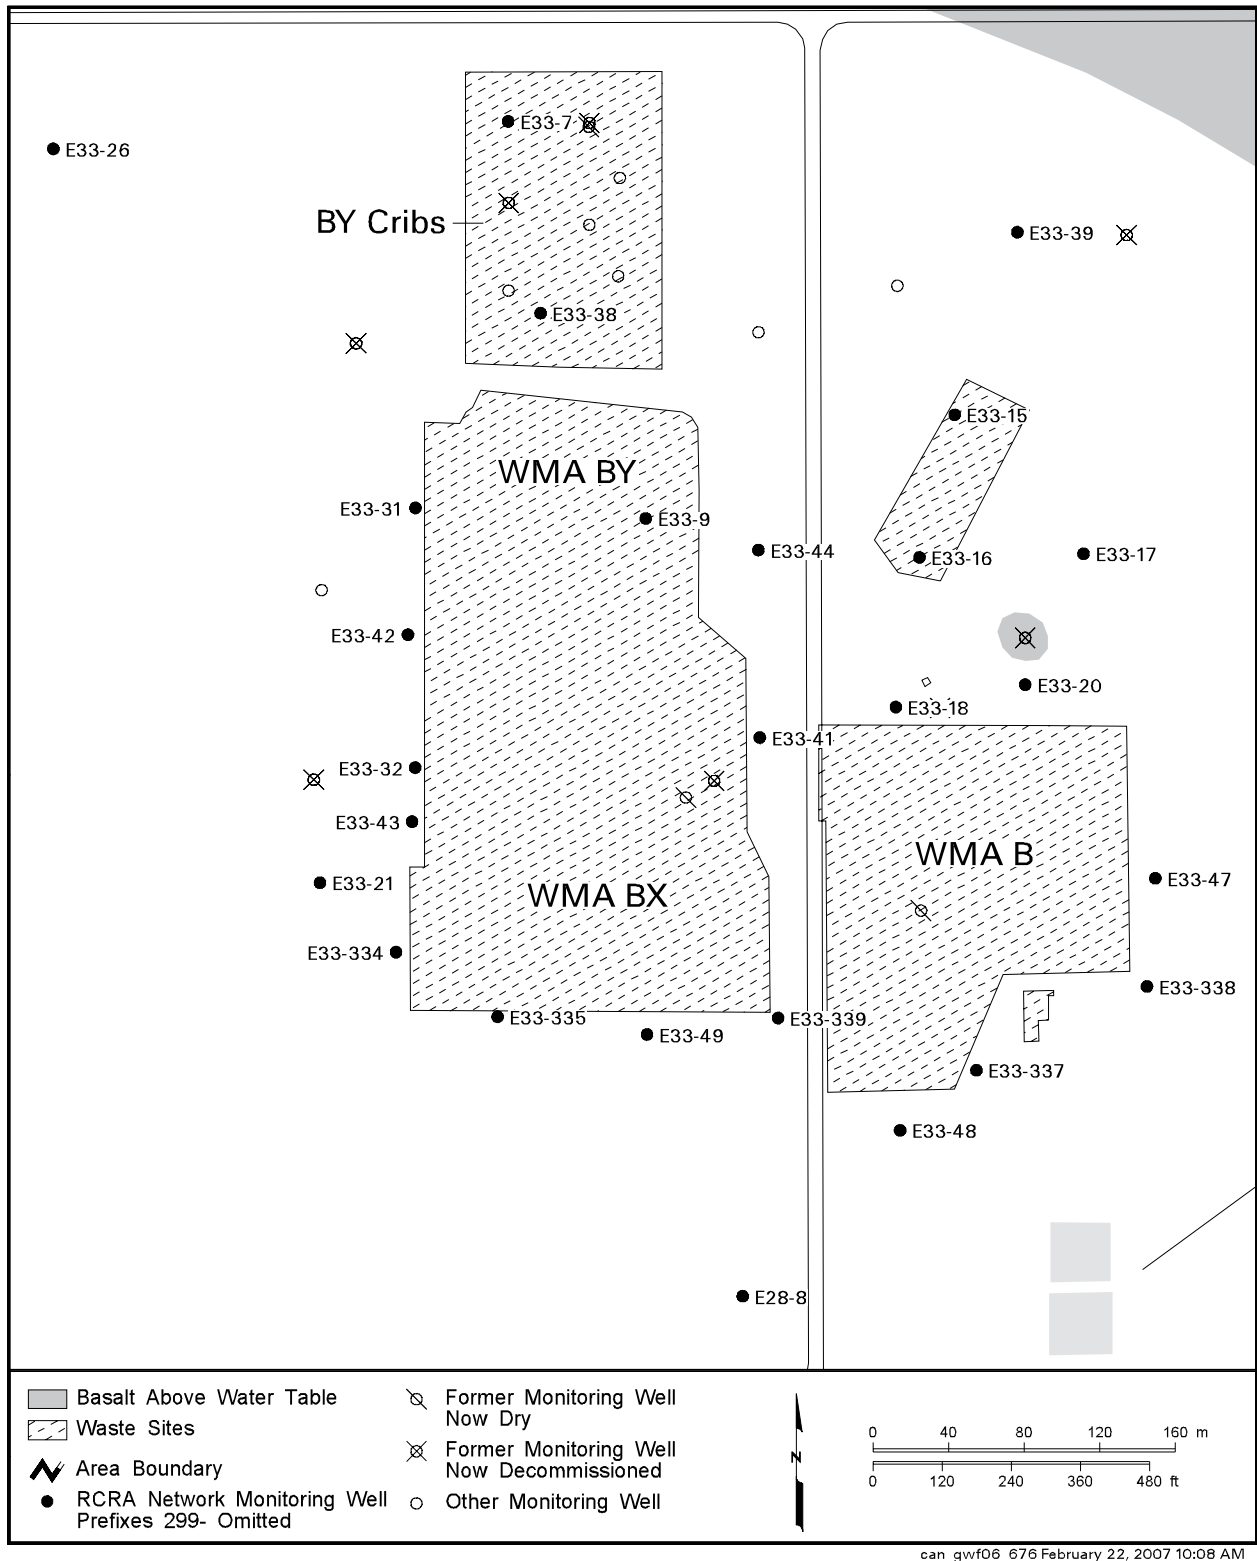 E33-7
E33-26
BY Cribs
E33-39
E33-38
E33-15
WMA BY
E33-31
E33-9
E33-44
E33-16
E33-17
E33-42
E33-20
E33-18
E33-41
E33-32
E33-43
WMA B
E33-21
WMA BX
E33-47
E33-334
E33-338
E33-335
E33-339
E33-49
E33-337
E33-48
E28-8
Basalt Above Water Table
Waste Sites
Area Boundary
RCRA Network Monitoring Well
Prefixes 299- Omitted
Former Monitoring Well
Now Dry
Former Monitoring Well
Now Decommissioned
Other Monitoring Well
N
0 40 80 120 160 m
0 120 240 360 480 ft
can_gwf06_676 February 22, 2007 10:08 AM